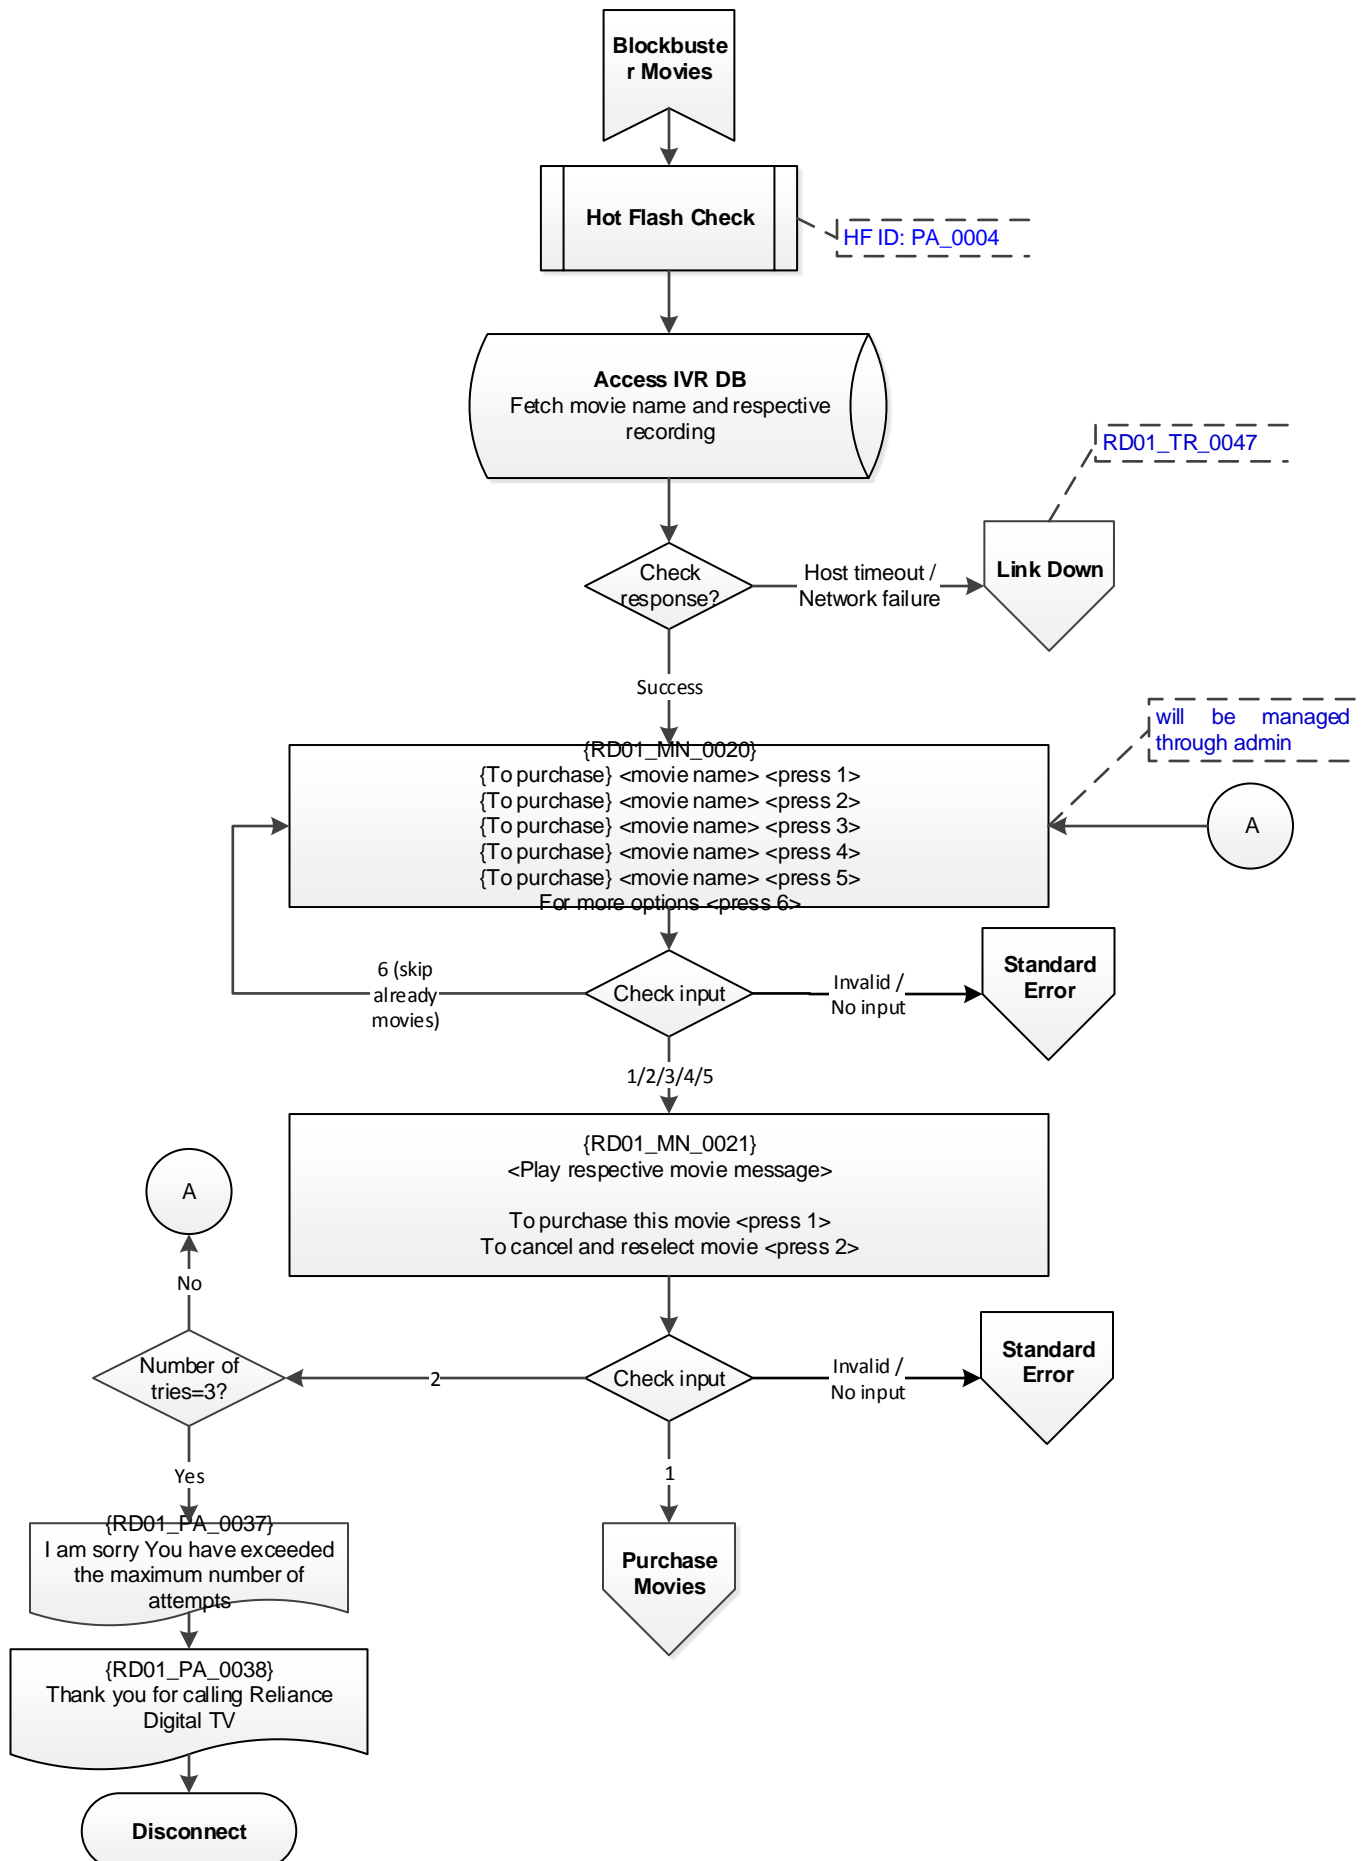 Blockbuste
r Movies
Hot Flash Check
HF ID: PA_0004
Access IVR DB
Fetch movie name and respective
recording
RD01_TR_0047
Check
response?
Host timeout /
Network failure
Link Down
Success
will be managed
through admin
{RD01_MN_0020}
{To purchase} <movie name> <press 1>
{To purchase} <movie name> <press 2>
{To purchase} <movie name> <press 3>
{To purchase} <movie name> <press 4>
{To purchase} <movie name> <press 5>
For more options <press 6>
A
6 (skip
already
movies)
Check input
Invalid /
No input
Standard
Error
1/2/3/4/5
{RD01_MN_0021}
<Play respective movie message>
To purchase this movie <press 1>
To cancel and reselect movie <press 2>
A
No
Number of
tries=3?
2
Check input
Invalid /
No input
Standard
Error
Yes
1
{RD01_PA_0037}
I am sorry You have exceeded
the maximum number of
attempts
Purchase
Movies
{RD01_PA_0038}
Thank you for calling Reliance
Digital TV
Disconnect